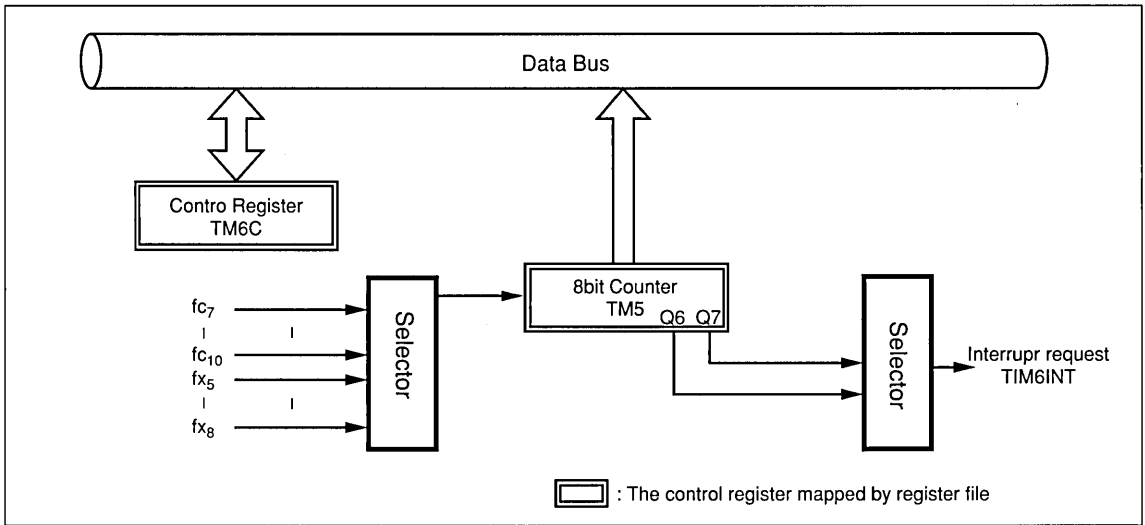 Data Bus
Contro Register
TM6C
8bit Counter
TM5
Q6 Q7
fc7
fc10
fx5
fx8
Selector
Selector
Interrupr request
TIM6INT
: The control register mapped by register file